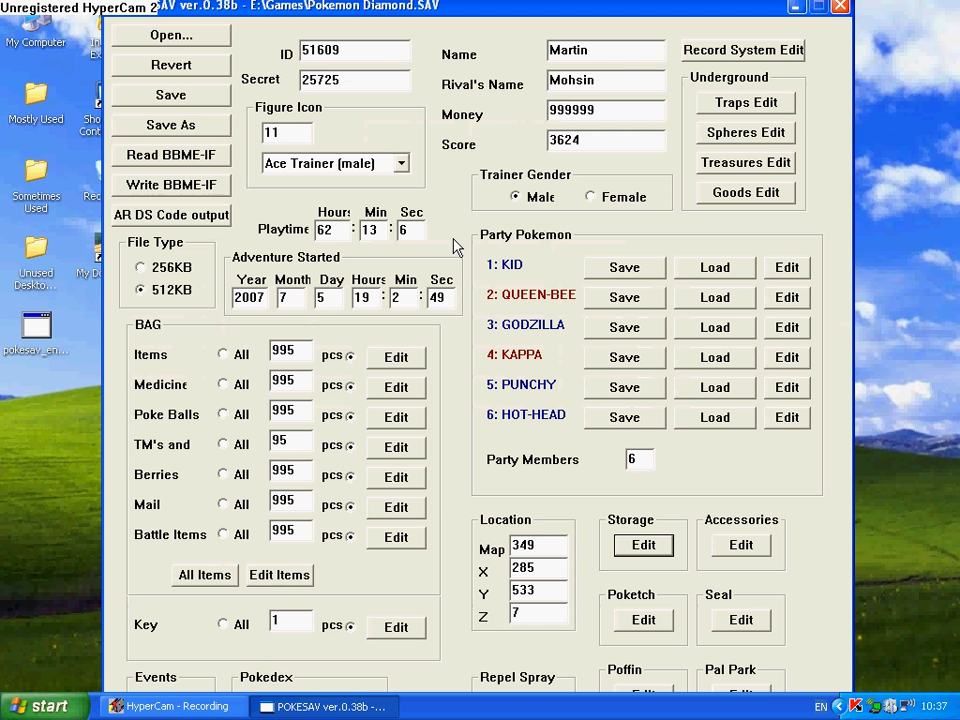 Unregistered HyperCam 2
SAV ver.0.38b - E:\Games\Pokemon Diamond.SAV
My Computer
Mostly Used
Sometimes
Used
Unused
Deskto...
pokesav_en...
Open...
Revert
Save
Save As
Read BBME-IF
Write BBME-IF
AR DS Code output
File Type
256KB
512KB
ID 51609
Secret 25725
Figure Icon
11
Ace Trainer (male)
Hours Min Sec
Playtime 62 : 13 : 6
Adventure Started
Year Month Day Hours Min Sec
2007 7 5 19 : 2 : 49
Name Martin
Rival's Name Mohsin
Money 999999
Score 3624
Trainer Gender
Male Female
Record System Edit
Underground
Traps Edit
Spheres Edit
Treasures Edit
Goods Edit
BAG
Items All 995 pcs Edit
Medicine All 995 pcs Edit
Poke Balls All 995 pcs Edit
TM's and All 95 pcs Edit
Berries All 995 pcs Edit
Mail All 995 pcs Edit
Battle Items All 995 pcs Edit
All Items Edit Items
Key All 1 pcs Edit
Party Pokemon
1: KID Save Load Edit
2: QUEEN-BEE Save Load Edit
3: GODZILLA Save Load Edit
4: KAPPA Save Load Edit
5: PUNCHY Save Load Edit
6: HOT-HEAD Save Load Edit
Party Members 6
Location
Map 349
X 285
Y 533
Z 7
Storage
Edit
Accessories
Edit
Poketch
Edit
Seal
Edit
Events
Pokedex
Repel Spray
Poffin
Pal Park
start
HyperCam - Recording
POKESAV ver.0.38b -...
EN
10:37